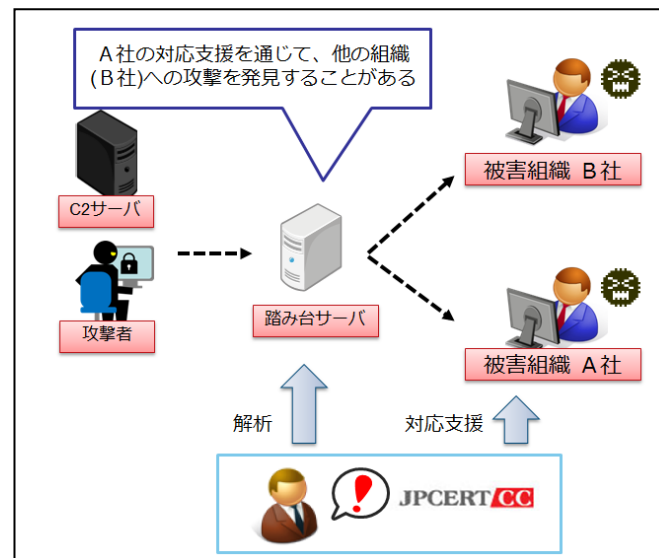 A社の対応支援を通じて、他の組織
(B社)への攻撃を発見することがある
C2サーバ
被害組織 B社
攻撃者
踏み台サーバ
被害組織 A社
解析
対応支援
JPCERT CC